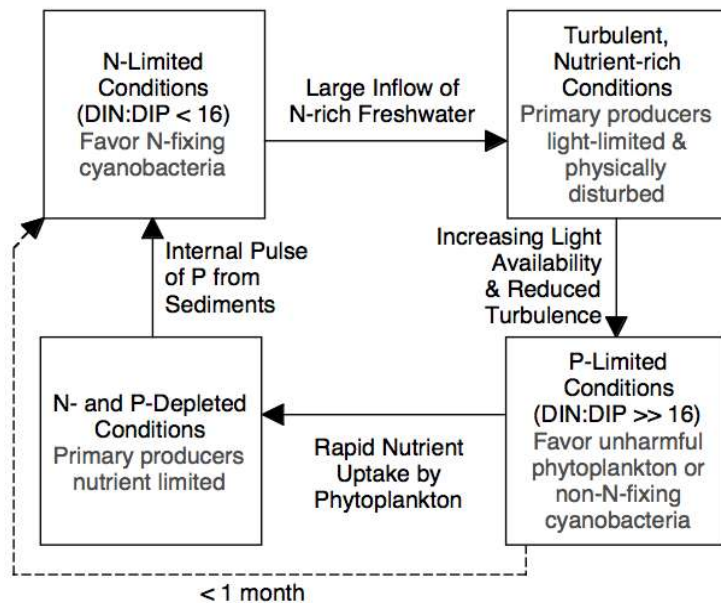 N-Limited
Conditions
(DIN:DIP < 16)
Favor N-fixing
cyanobacteria
Large Inflow of
N-rich Freshwater
Turbulent,
Nutrient-rich
Conditions
Primary producers
light-limited &
physically
disturbed
Increasing Light
Availability
& Reduced
Turbulence
Internal Pulse
of P from
Sediments
P-Limited
Conditions
(DIN:DIP >> 16)
Favor unharmful
phytoplankton or
non-N-fixing
cyanobacteria
Rapid Nutrient
Uptake by
Phytoplankton
N- and P-Depleted
Conditions
Primary producers
nutrient limited
< 1 month